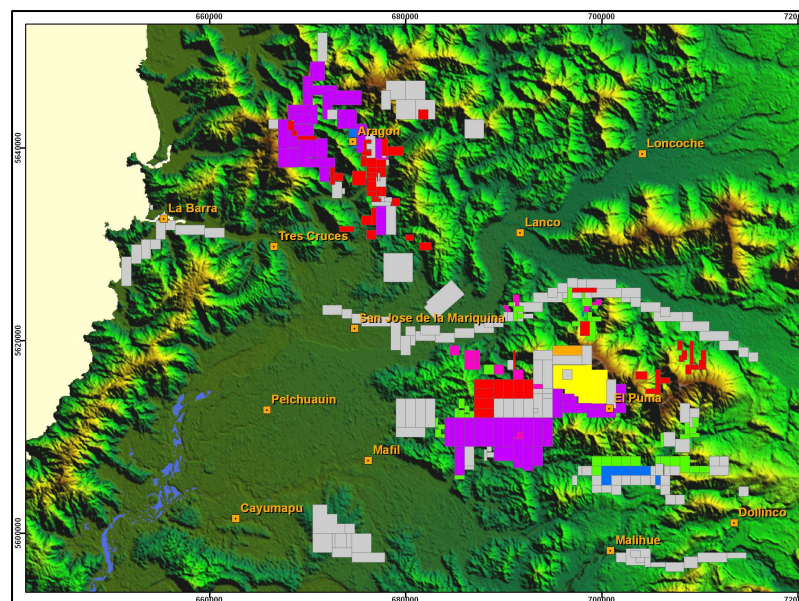 660000 680000 700000 720
Aragon
Loncoche
5640000
La Barra
Lanco
Tres Cruces
San Jose de la Mariquina
5620000
Pelchuauin
El Puma
Mafil
Cayumapu
Dollinco
5600000
Malihue
660000 680000 700000 720